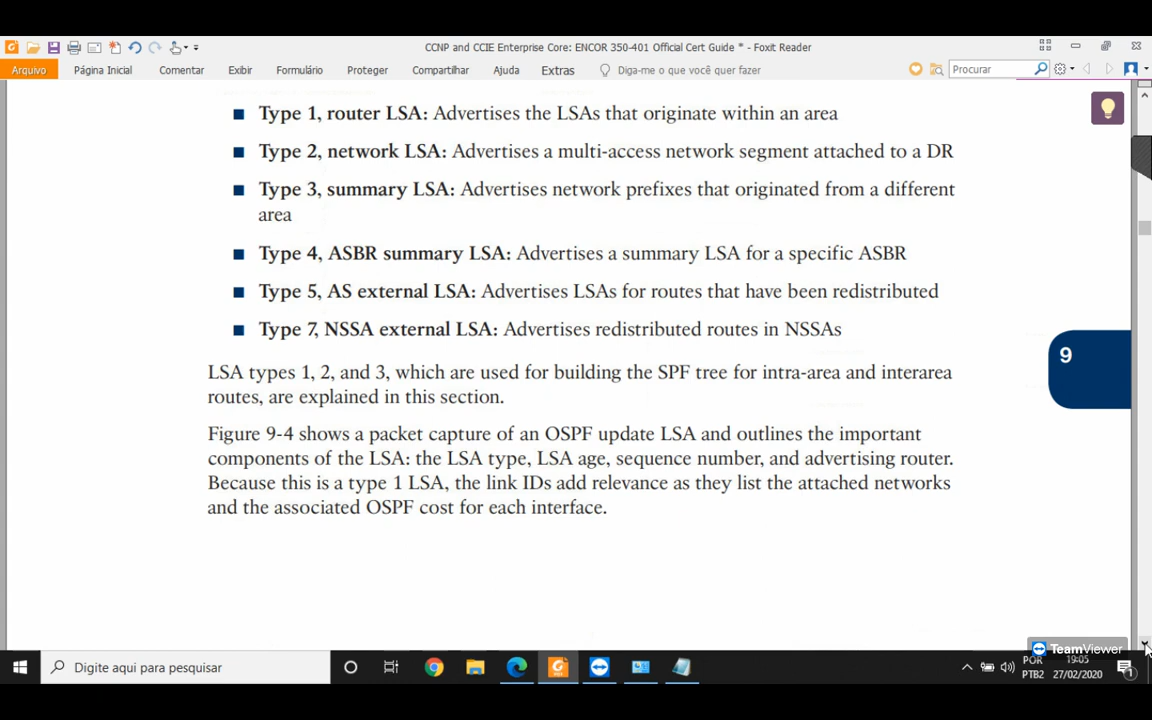 CCNP and CCIE Enterprise Core: ENCOR 350-401 Official Cert Guide * - Foxit Reader
Arquivo Página Inicial Comentar Exibir Formulário Proteger Compartilhar Ajuda Extras Diga-me o que você quer fazer Procurar
Type 1, router LSA: Advertises the LSAs that originate within an area
Type 2, network LSA: Advertises a multi-access network segment attached to a DR
Type 3, summary LSA: Advertises network prefixes that originated from a different
area
Type 4, ASBR summary LSA: Advertises a summary LSA for a specific ASBR
Type 5, AS external LSA: Advertises LSAs for routes that have been redistributed
Type 7, NSSA external LSA: Advertises redistributed routes in NSSAs
9
LSA types 1, 2, and 3, which are used for building the SPF tree for intra-area and interarea
routes, are explained in this section.
Figure 9-4 shows a packet capture of an OSPF update LSA and outlines the important
components of the LSA: the LSA type, LSA age, sequence number, and advertising router.
Because this is a type 1 LSA, the link IDs add relevance as they list the attached networks
and the associated OSPF cost for each interface.
TeamViewer
Digite aqui para pesquisar
POR
PTB2
19:05
27/02/2020
1